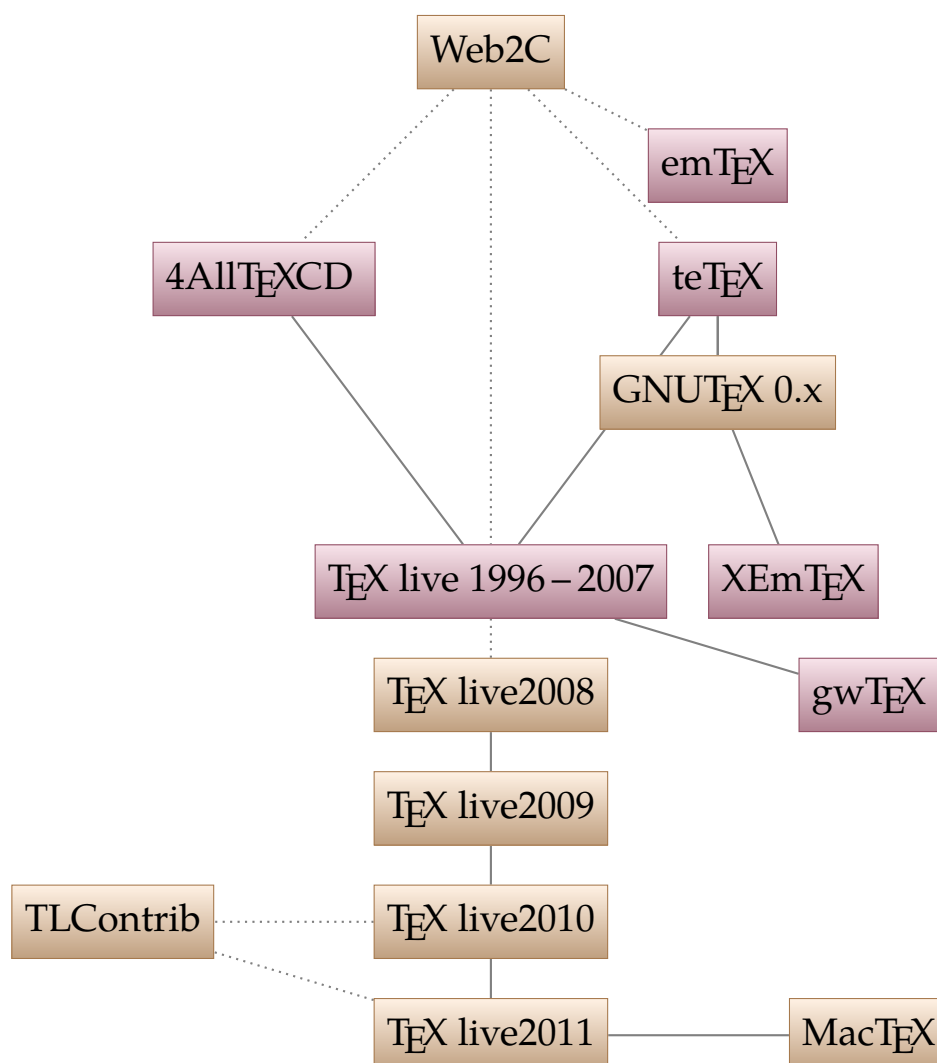 Web2C
emTEX
4AllTEXCD
teTEX
GNUTEX 0.x
TEX live 1996 – 2007
XEmTEX
TEX live2008
gwTEX
TEX live2009
TLContrib
TEX live2010
TEX live2011
MacTEX